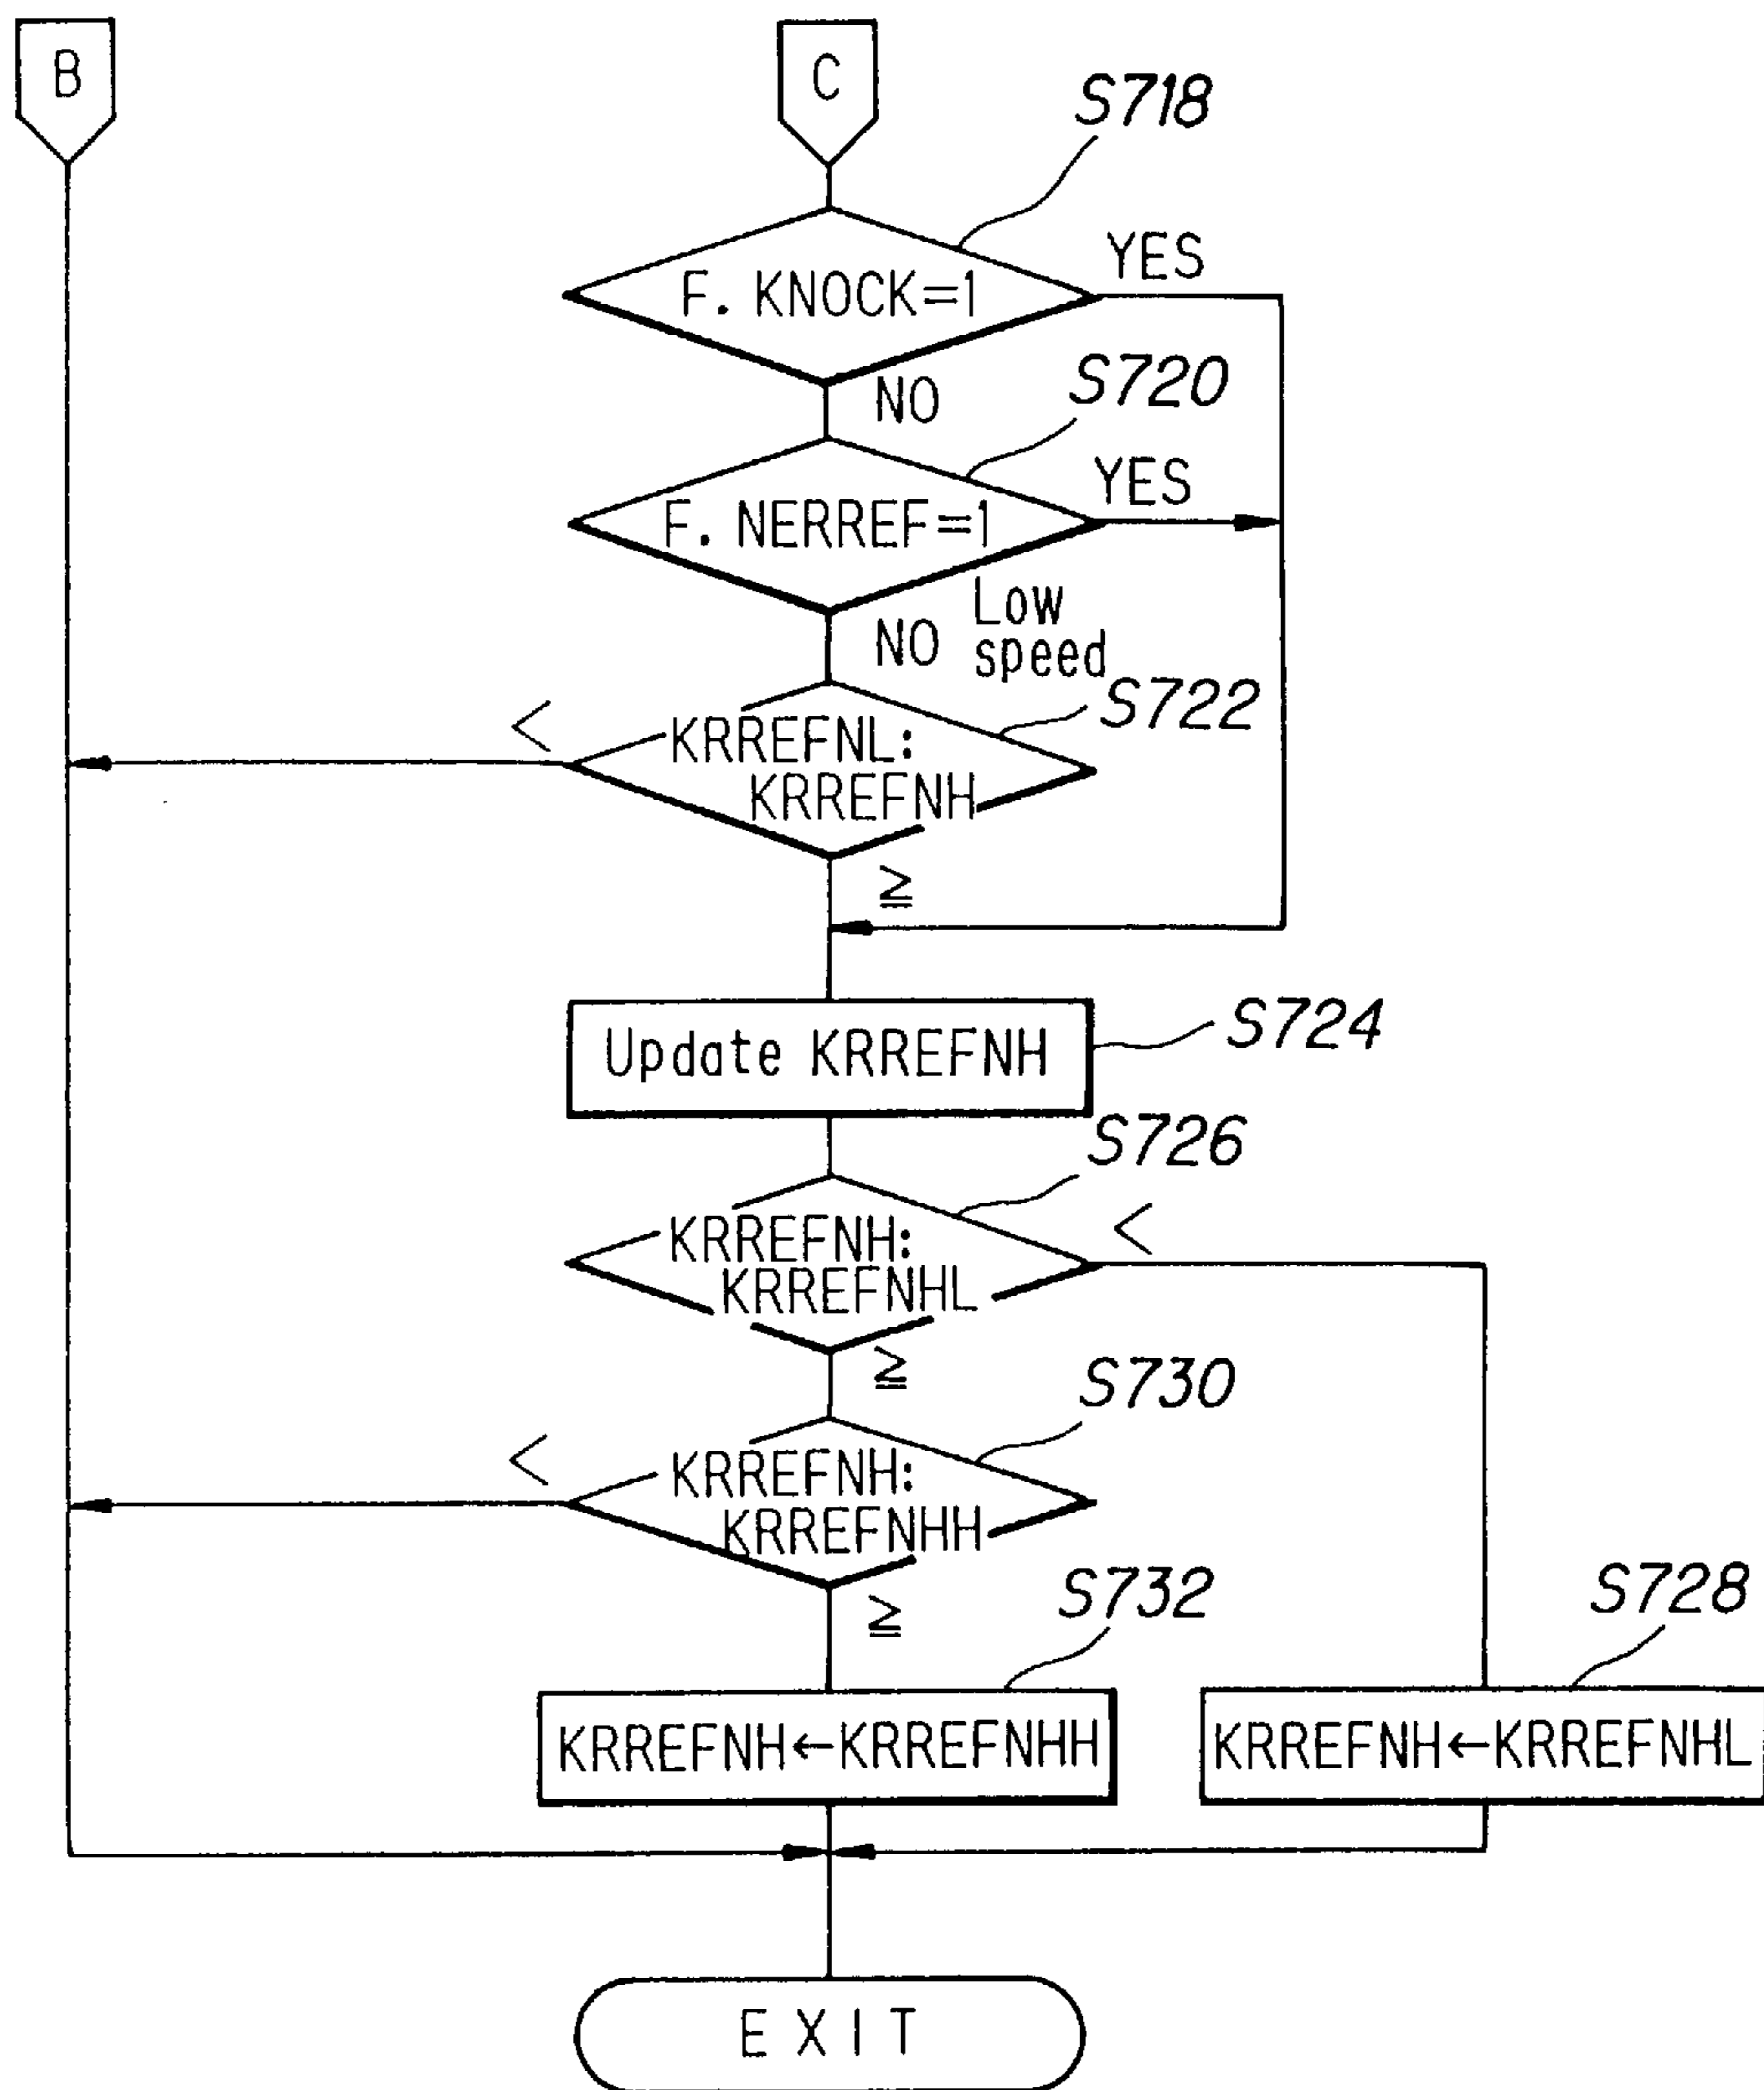 B
C
S718
F. KNOCK=1
YES
NO
S720
F. NERREF=1
YES
NO
Low
speed
S722
<
KRREFNL:
KRREFNH
≧
Update KRREFNH
S724
S726
KRREFNH:
KRREFNHL
<
≧
S730
<
KRREFNH:
KRREFNHH
≧
S732
S728
KRREFNH←KRREFNHH
KRREFNH←KRREFNHL
EXIT